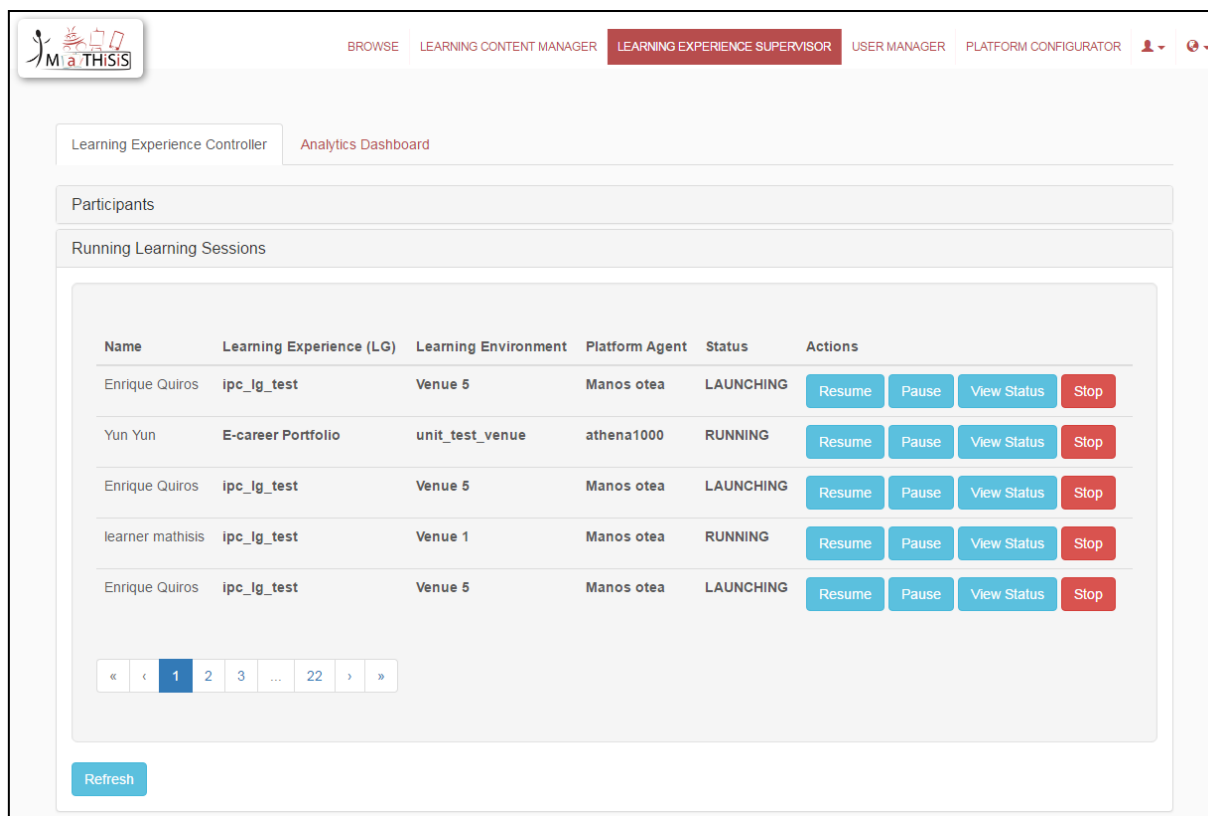 MaTHiSiS
BROWSE LEARNING CONTENT MANAGER LEARNING EXPERIENCE SUPERVISOR USER MANAGER PLATFORM CONFIGURATOR
Learning Experience Controller Analytics Dashboard
Participants
Running Learning Sessions
Name Learning Experience (LG) Learning Environment Platform Agent Status Actions
Enrique Quiros ipc_lg_test Venue 5 Manos otea LAUNCHING Resume Pause View Status Stop
Yun Yun E-career Portfolio unit_test_venue athena1000 RUNNING Resume Pause View Status Stop
Enrique Quiros ipc_lg_test Venue 5 Manos otea LAUNCHING Resume Pause View Status Stop
learner mathisis ipc_lg_test Venue 1 Manos otea RUNNING Resume Pause View Status Stop
Enrique Quiros ipc_lg_test Venue 5 Manos otea LAUNCHING Resume Pause View Status Stop
« ‹ 1 2 3 ... 22 › »
Refresh